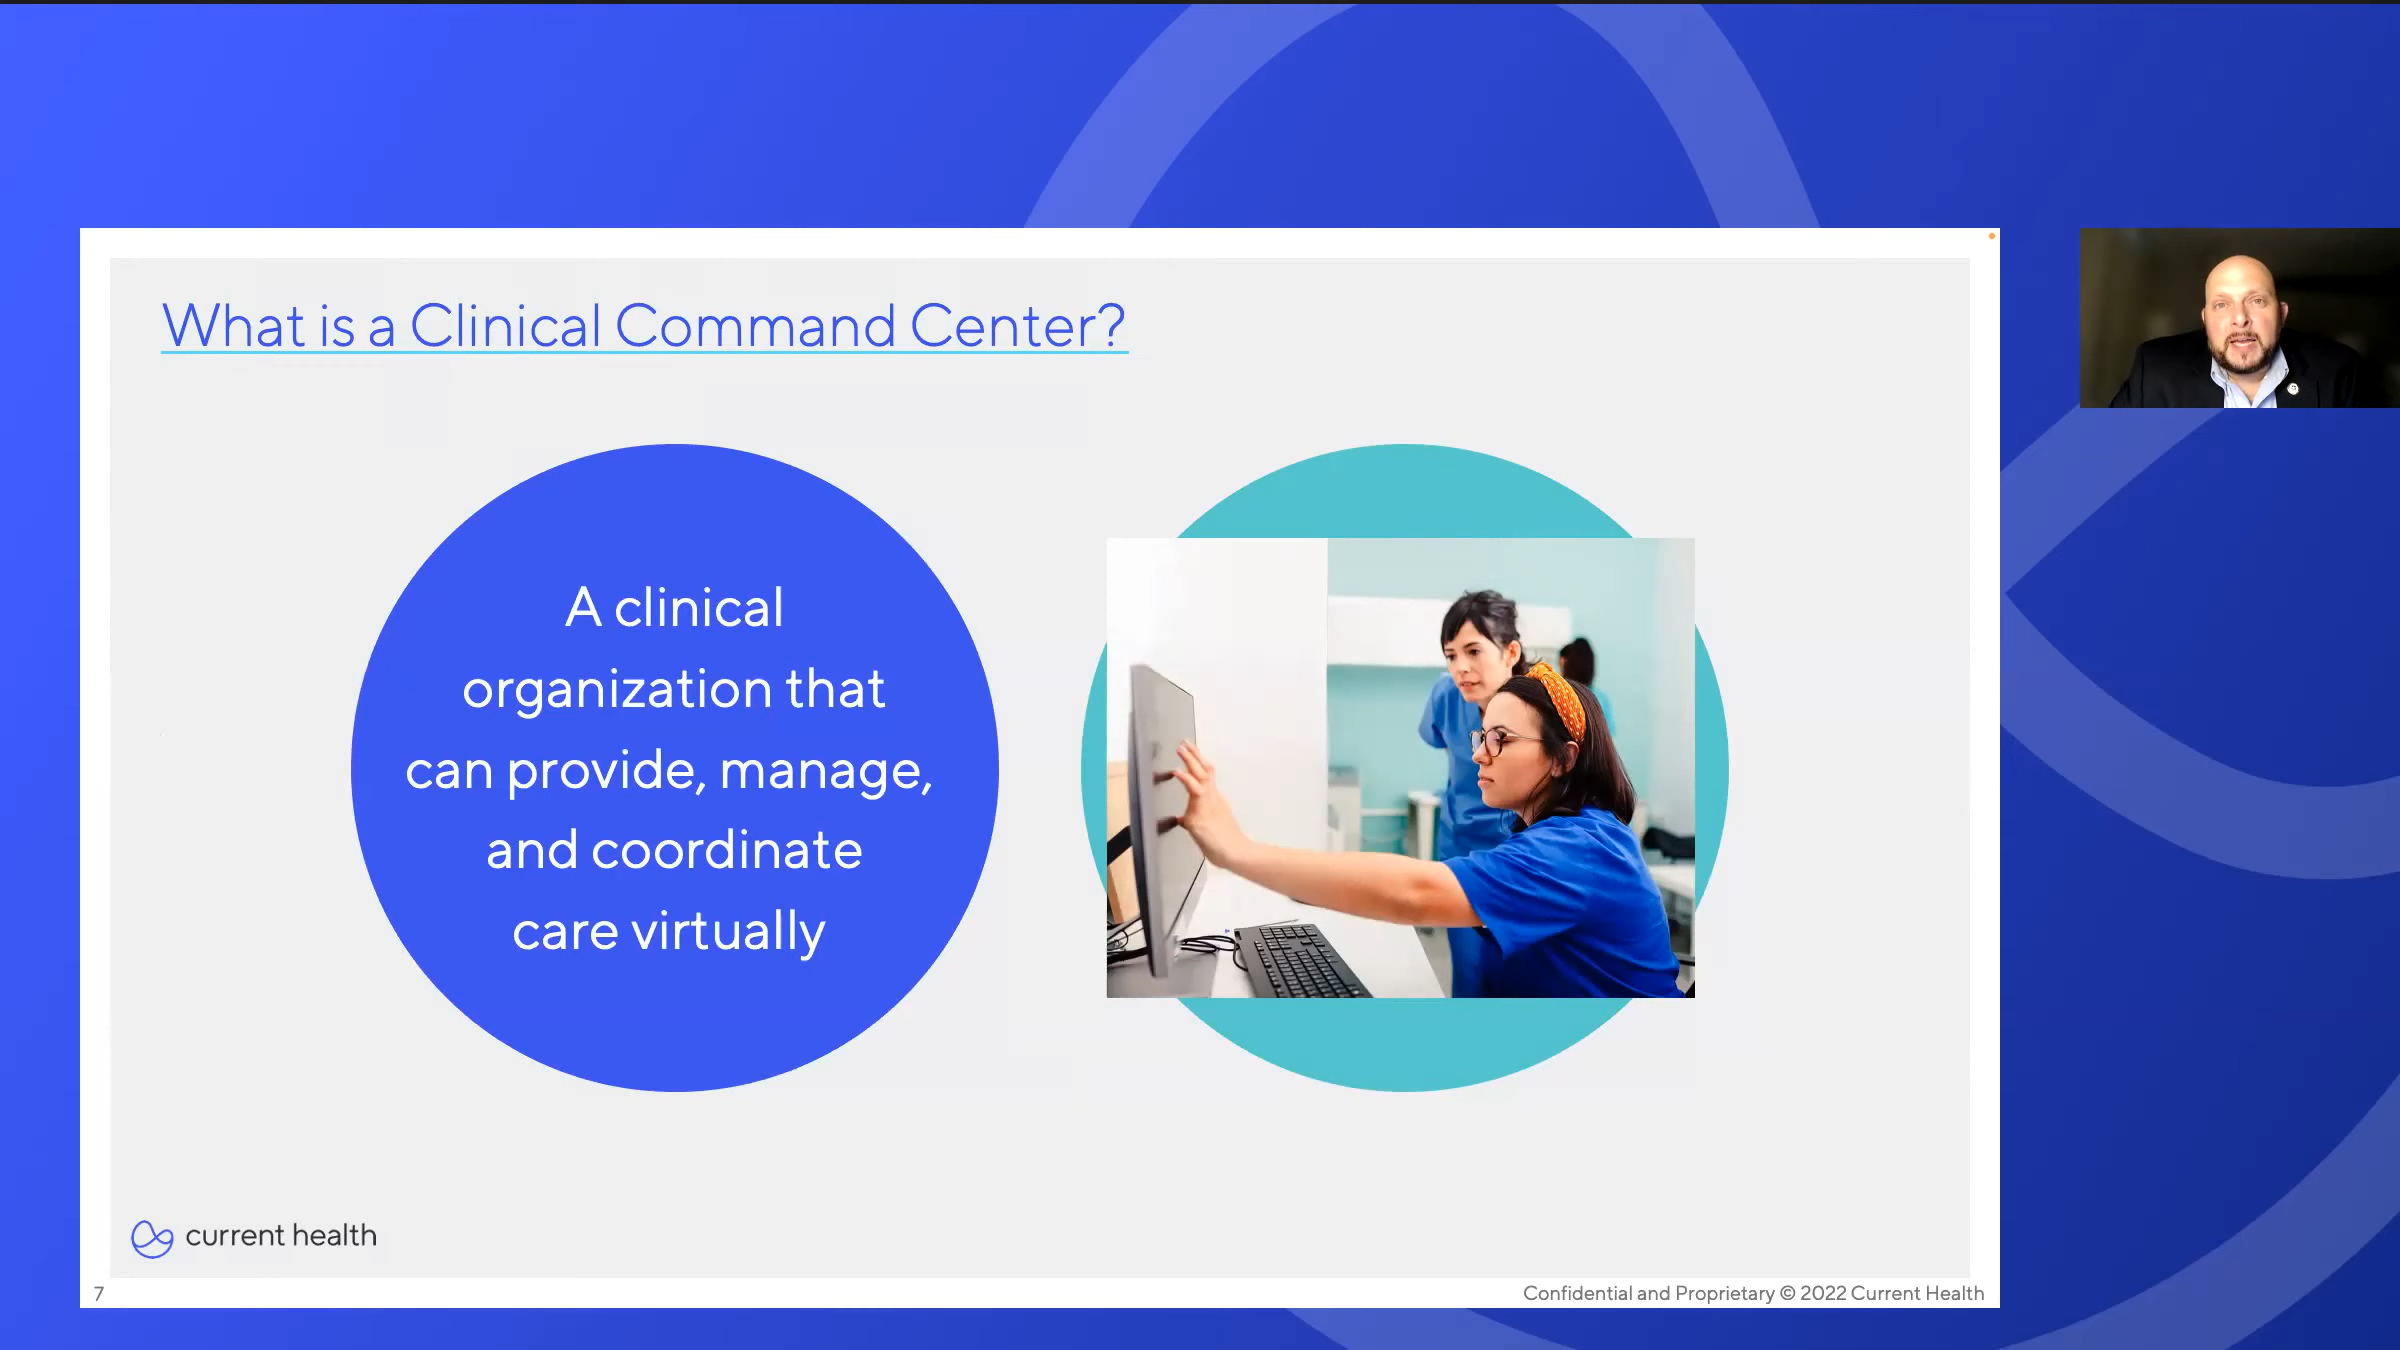 What is a Clinical Command Center?
A clinical
organization that
can provide, manage,
and coordinate
care virtually
current health
7
Confidential and Proprietary © 2022 Current Health